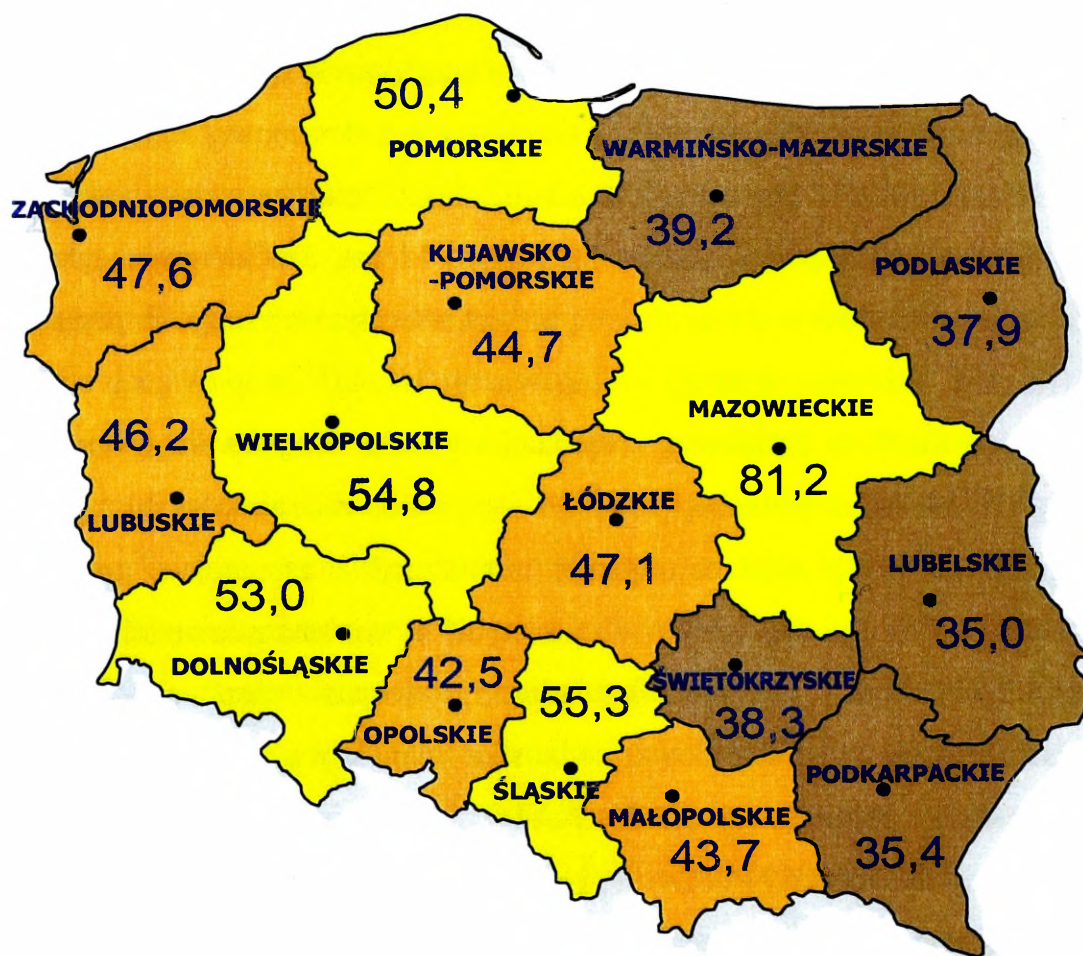 50,4
POMORSKIE
WARMIŃSKO-MAZURSKIE
39,2
ZACHODNIOPOMORSKIE
47,6
KUJAWSKO
-POMORSKIE
44,7
PODLASKIE
37,9
46,2
LUBUSKIE
WIELKOPOLSKIE
54,8
MAZOWIECKIE
81,2
ŁÓDZKIE
47,1
LUBELSKIE
35,0
53,0
DOLNOŚLĄSKIE
42,5
OPOLSKIE
55,3
ŚLĄSKIE
ŚWIĘTOKRZYSKIE
38,3
MAŁOPOLSKIE
43,7
PODKARPACKIE
35,4